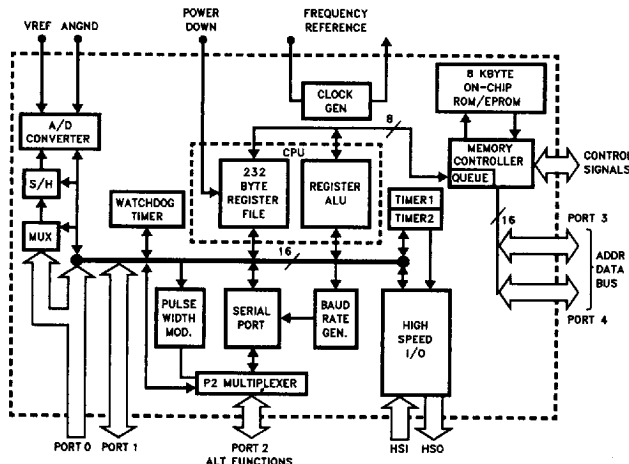 VREF ANGND
POWER
DOWN
FREQUENCY
REFERENCE
CLOCK
GEN
8 KBYTE
ON-CHIP
ROM/EPROM
A/D
CONVERTER
8
CPU
MEMORY
CONTROLLER
QUEUE
CONTROL
SIGNALS
S/H
232
BYTE
REGISTER
FILE
REGISTER
ALU
WATCHDOG
TIMER
TIMER1
TIMER2
MUX
16
16
PORT 3
ADDR
DATA
BUS
PORT 4
PULSE
WIDTH
MOD.
SERIAL
PORT
BAUD
RATE
GEN.
HIGH
SPEED
I/O
P2 MULTIPLEXER
PORT 0
PORT 1
PORT 2
ALT FUNCTIONS
HSI
HSO